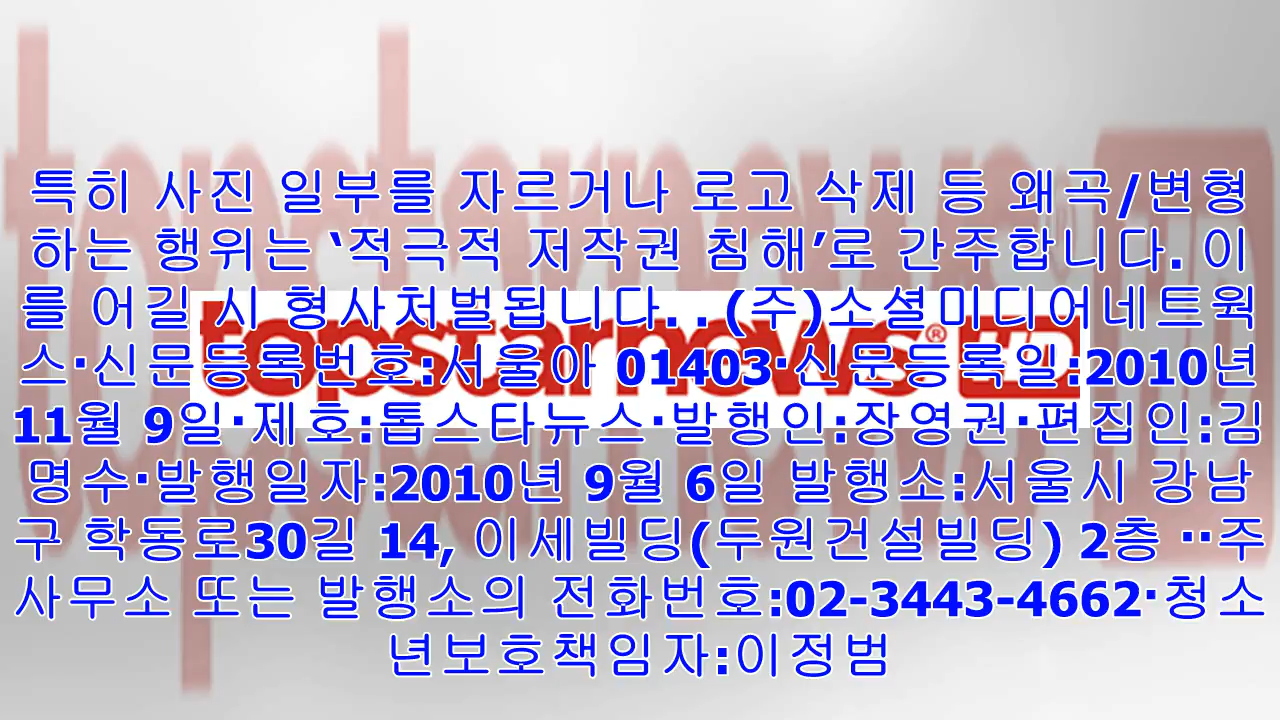 특히 사진 일부를 자르거나 로고 삭제 등 왜곡/변형
하는 행위는 ‘적극적 저작권 침해’로 간주합니다. 이
를 어길 시 형사처벌됩니다. . (주)소셜미디어네트웍
스·신문등록번호:서울아 01403·신문등록일:2010년
11월 9일·제호:톱스타뉴스·발행인:장영권·편집인:김
명수·발행일자:2010년 9월 6일 발행소:서울시 강남
구 학동로30길 14, 이세빌딩(두원건설빌딩) 2층 ··주
사무소 또는 발행소의 전화번호:02-3443-4662·청소
년보호책임자:이정범
topstarnews® HD